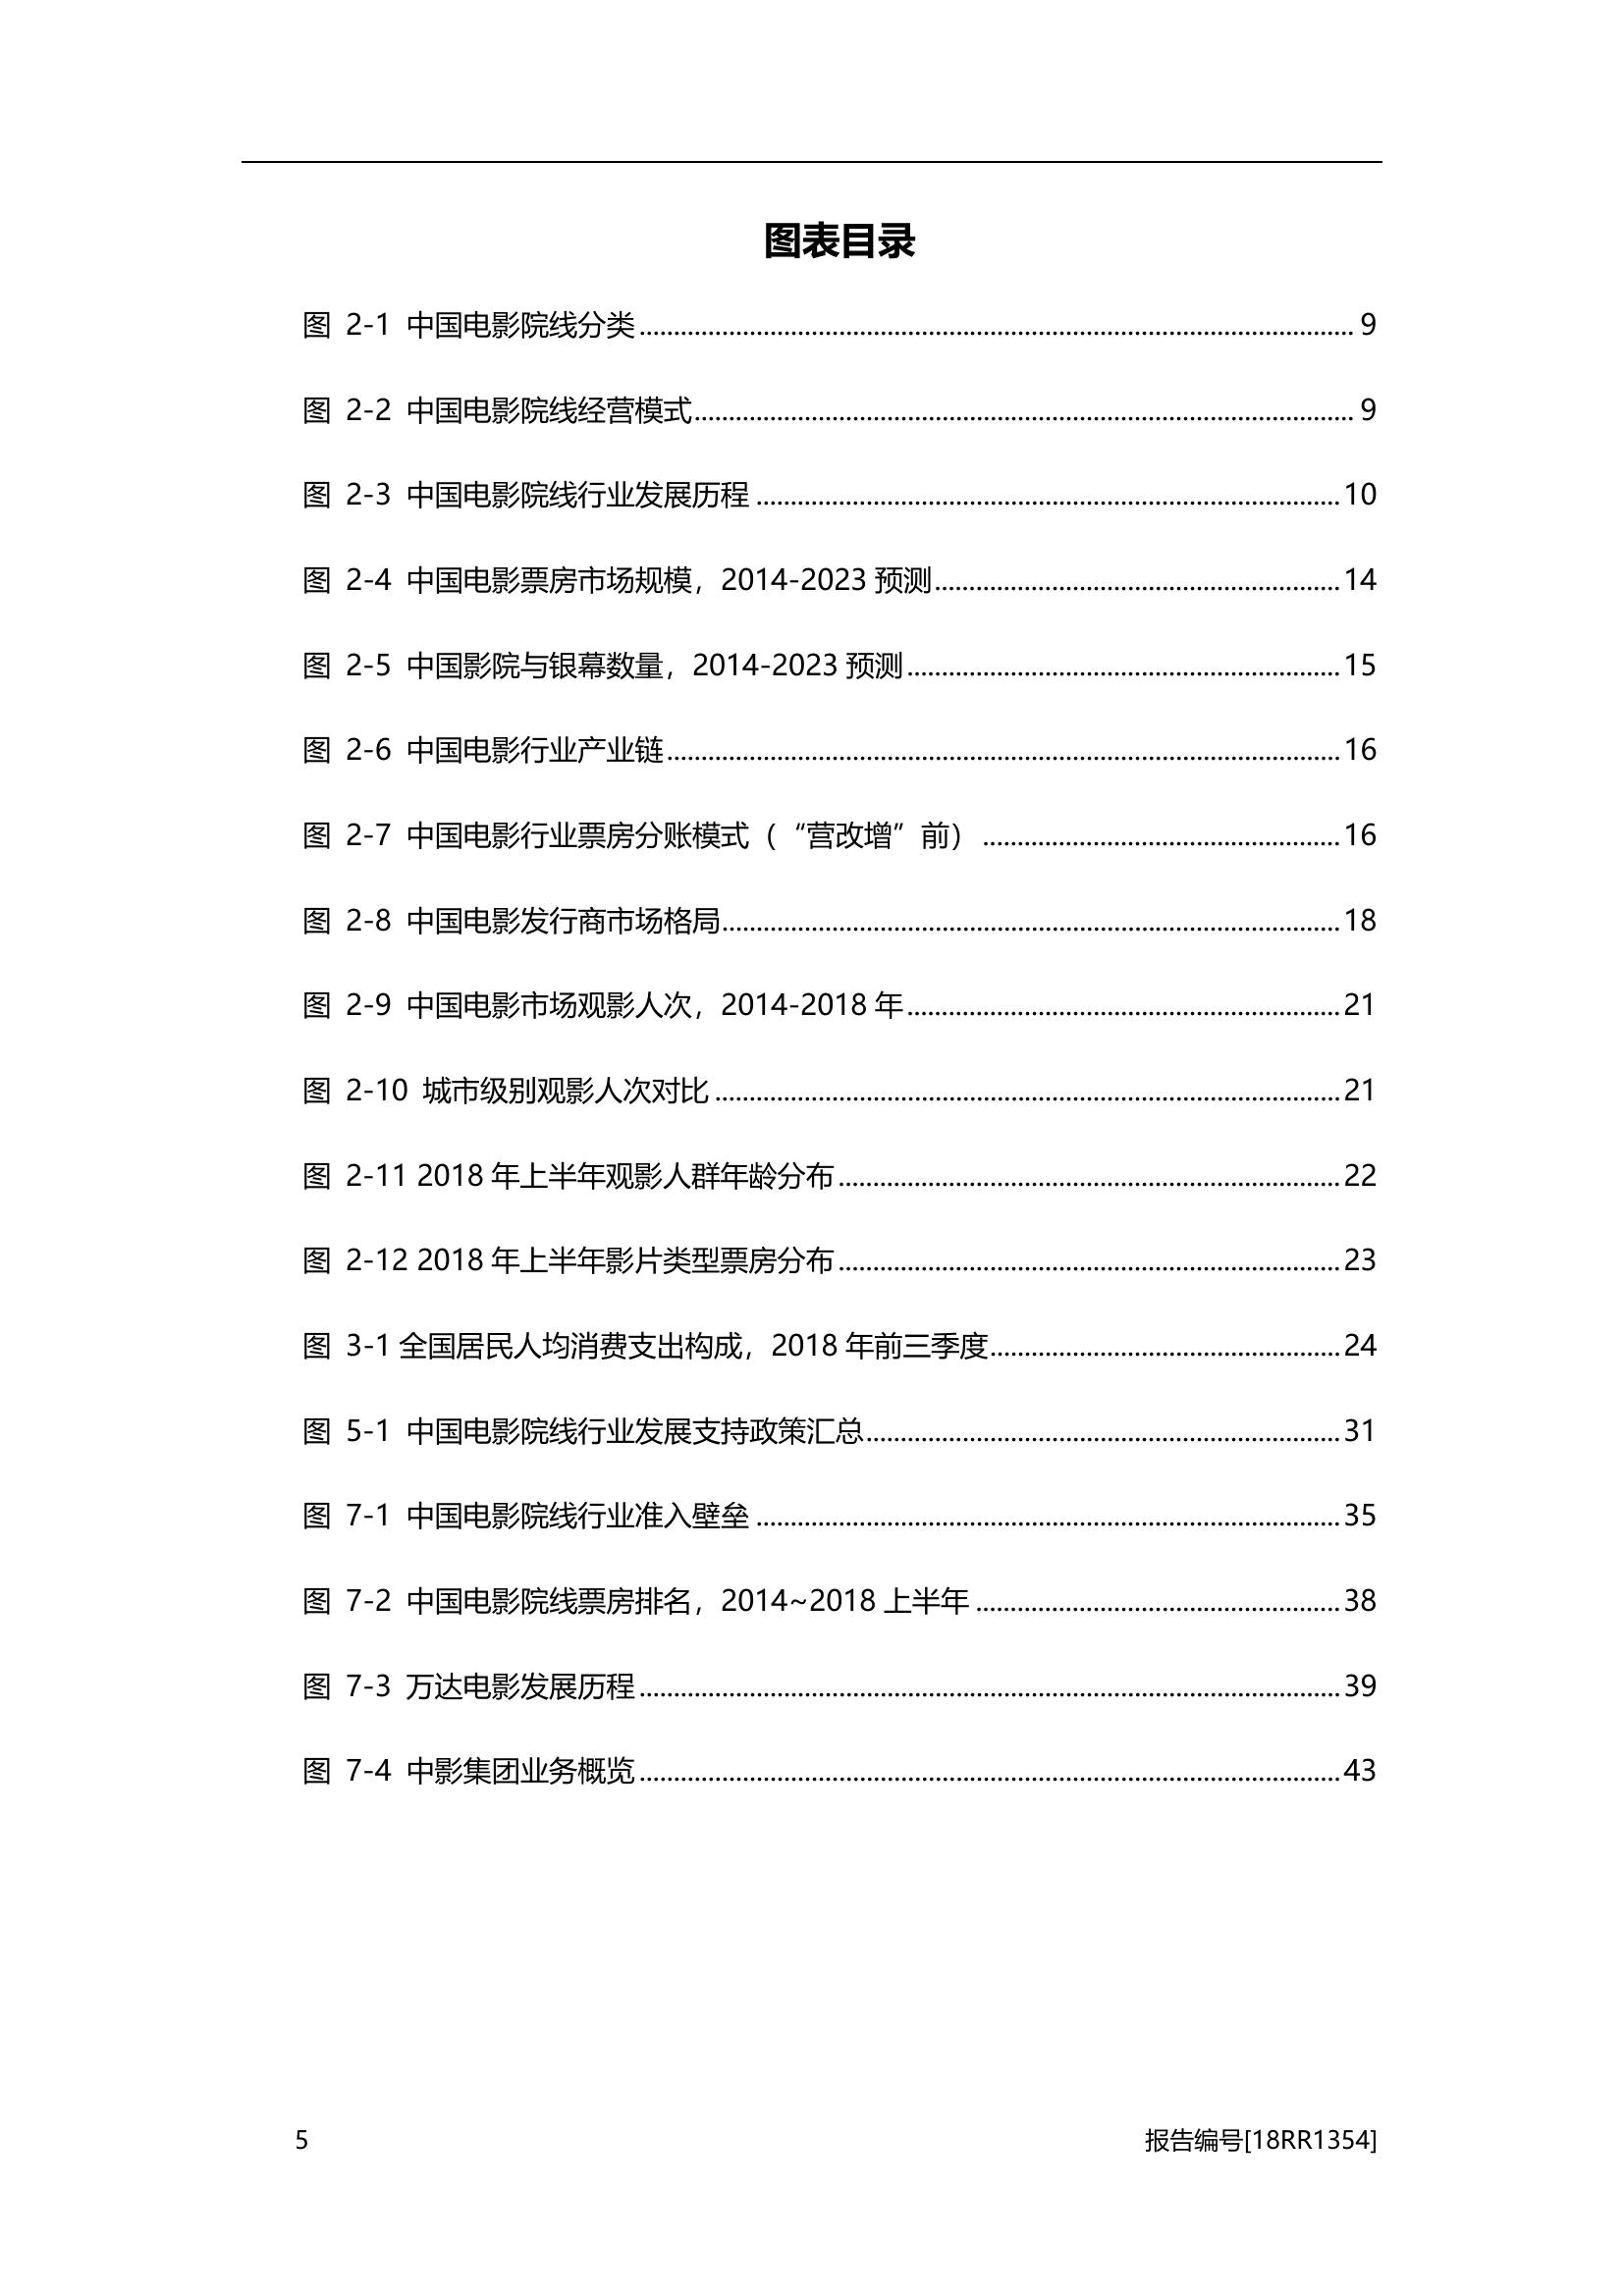 图表目录
图 2-1 中国电影院线分类........................................ 9
图 2-2 中国电影院线经营模式........................................ 9
图 2-3 中国电影院线行业发展历程........................................ 10
图 2-4 中国电影票房市场规模，2014-2023 预测........................................ 14
图 2-5 中国影院与银幕数量，2014-2023 预测........................................ 15
图 2-6 中国电影行业产业链........................................ 16
图 2-7 中国电影行业票房分账模式（“营改增”前）........................................ 16
图 2-8 中国电影发行商市场格局........................................ 18
图 2-9 中国电影市场观影人次，2014-2018 年........................................ 21
图 2-10 城市级别观影人次对比........................................ 21
图 2-11 2018 年上半年观影人群年龄分布........................................ 22
图 2-12 2018 年上半年影片类型票房分布........................................ 23
图 3-1 全国居民人均消费支出构成，2018 年前三季度........................................ 24
图 5-1 中国电影院线行业发展支持政策汇总........................................ 31
图 7-1 中国电影院线行业准入壁垒........................................ 35
图 7-2 中国电影院线票房排名，2014~2018 上半年........................................ 38
图 7-3 万达电影发展历程........................................ 39
图 7-4 中影集团业务概览........................................ 43
5 报告编号[18RR1354]